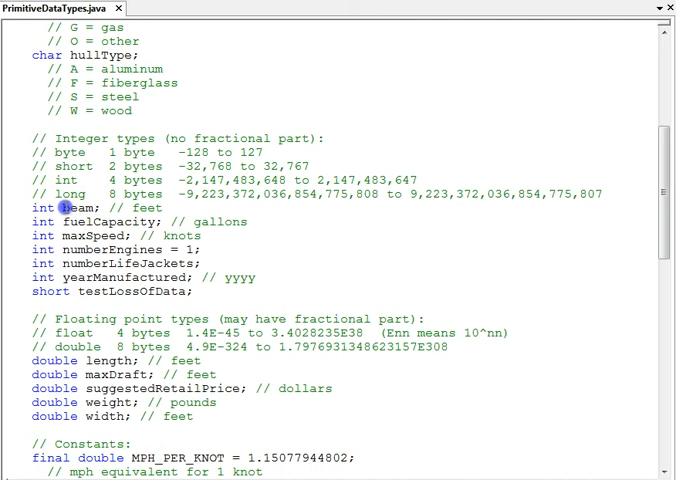 PrimitiveDataTypes.java
// G = gas
// O = other
char hullType;
// A = aluminum
// F = fiberglass
// S = steel
// W = wood
// Integer types (no fractional part):
// byte 1 byte -128 to 127
// short 2 bytes -32,768 to 32,767
// int 4 bytes -2,147,483,648 to 2,147,483,647
// long 8 bytes -9,223,372,036,854,775,808 to 9,223,372,036,854,775,807
int beam; // feet
int fuelCapacity; // gallons
int maxSpeed; // knots
int numberEngines = 1;
int numberLifeJackets;
int yearManufactured; // yyyy
short testLossOfData;
// Floating point types (may have fractional part):
// float 4 bytes 1.4E-45 to 3.4028235E38 (Enn means 10^nn)
// double 8 bytes 4.9E-324 to 1.7976931348623157E308
double length; // feet
double maxDraft; // feet
double suggestedRetailPrice; // dollars
double weight; // pounds
double width; // feet
// Constants:
final double MPH_PER_KNOT = 1.15077944802;
// mph equivalent for 1 knot